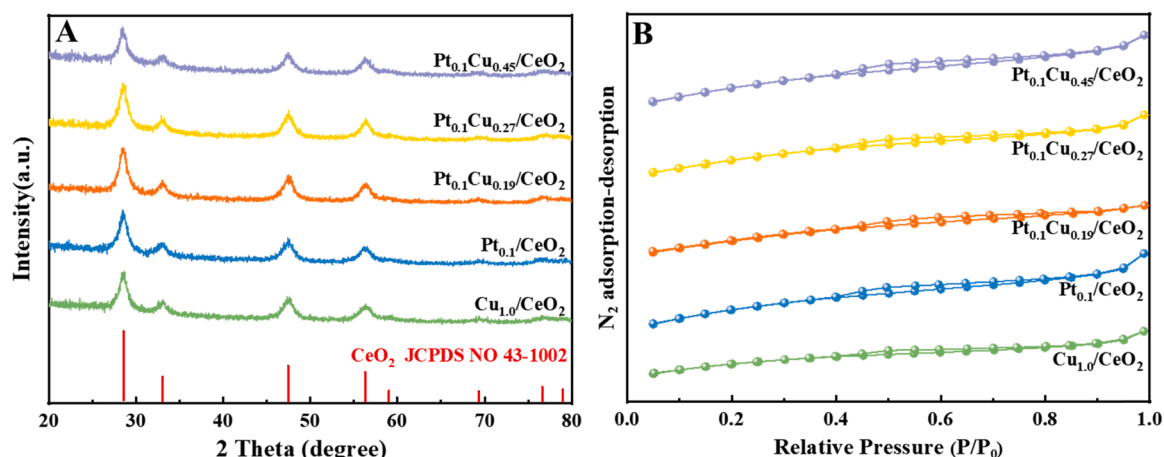 A
Intensity(a.u.)
Pt0.1Cu0.45/CeO2
Pt0.1Cu0.27/CeO2
Pt0.1Cu0.19/CeO2
Pt0.1/CeO2
Cu1.0/CeO2
CeO2 JCPDS NO 43-1002
20 30 40 50 60 70 80
2 Theta (degree)
B
N2 adsorption-desorption
Pt0.1Cu0.45/CeO2
Pt0.1Cu0.27/CeO2
Pt0.1Cu0.19/CeO2
Pt0.1/CeO2
Cu1.0/CeO2
0.0 0.2 0.4 0.6 0.8 1.0
Relative Pressure (P/P0)